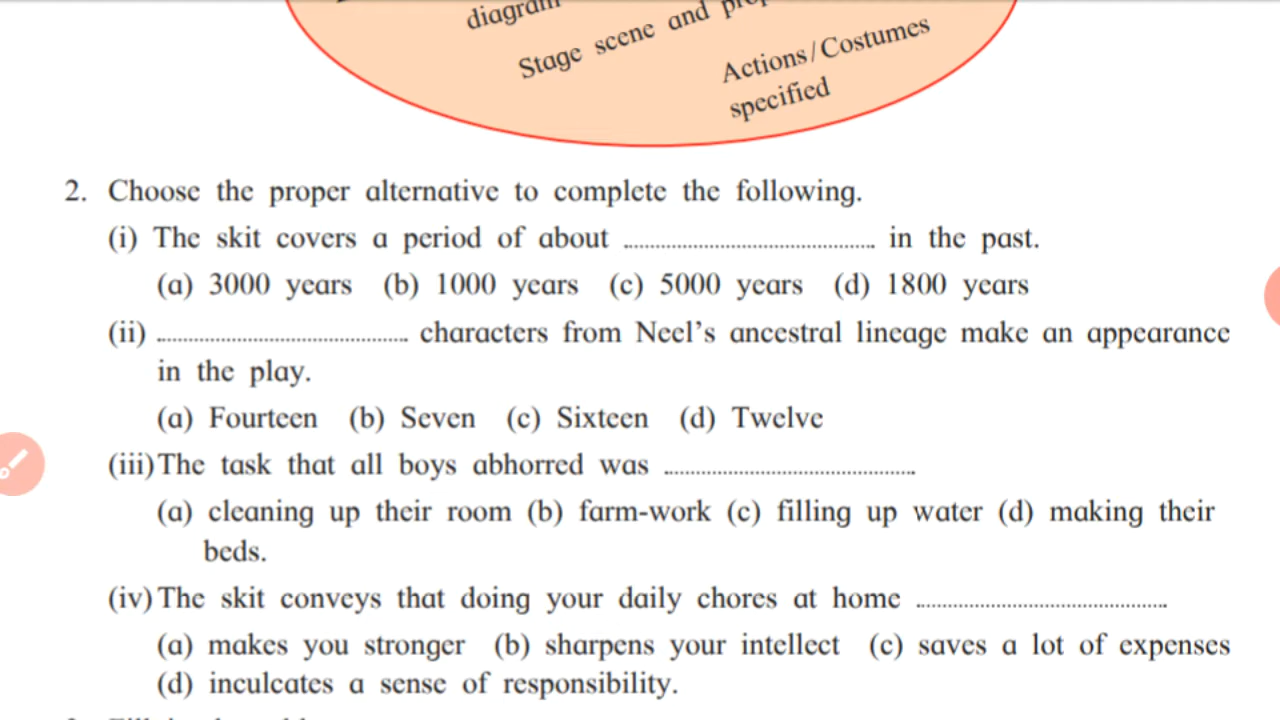 diagram
Stage scene and
Actions/Costumes
specified
2. Choose the proper alternative to complete the following.
(i) The skit covers a period of about ........................................ in the past.
(a) 3000 years (b) 1000 years (c) 5000 years (d) 1800 years
(ii) ........................................ characters from Neel's ancestral lineage make an appearance
in the play.
(a) Fourteen (b) Seven (c) Sixteen (d) Twelve
(iii) The task that all boys abhorred was ........................................
(a) cleaning up their room (b) farm-work (c) filling up water (d) making their
beds.
(iv) The skit conveys that doing your daily chores at home ........................................
(a) makes you stronger (b) sharpens your intellect (c) saves a lot of expenses
(d) inculcates a sense of responsibility.